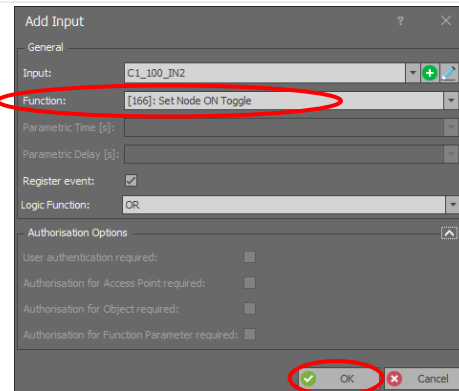 Add Input ?
General
Input: C1_100_IN2
Function: [166]: Set Node ON Toggle
Parametric Time [s]:
Parametric Delay [s]:
Register event:
Logic Function: OR
Authorisation Options
User authentication required:
Authorisation for Access Point required:
Authorisation for Object required:
Authorisation for Function Parameter required:
OK Cancel